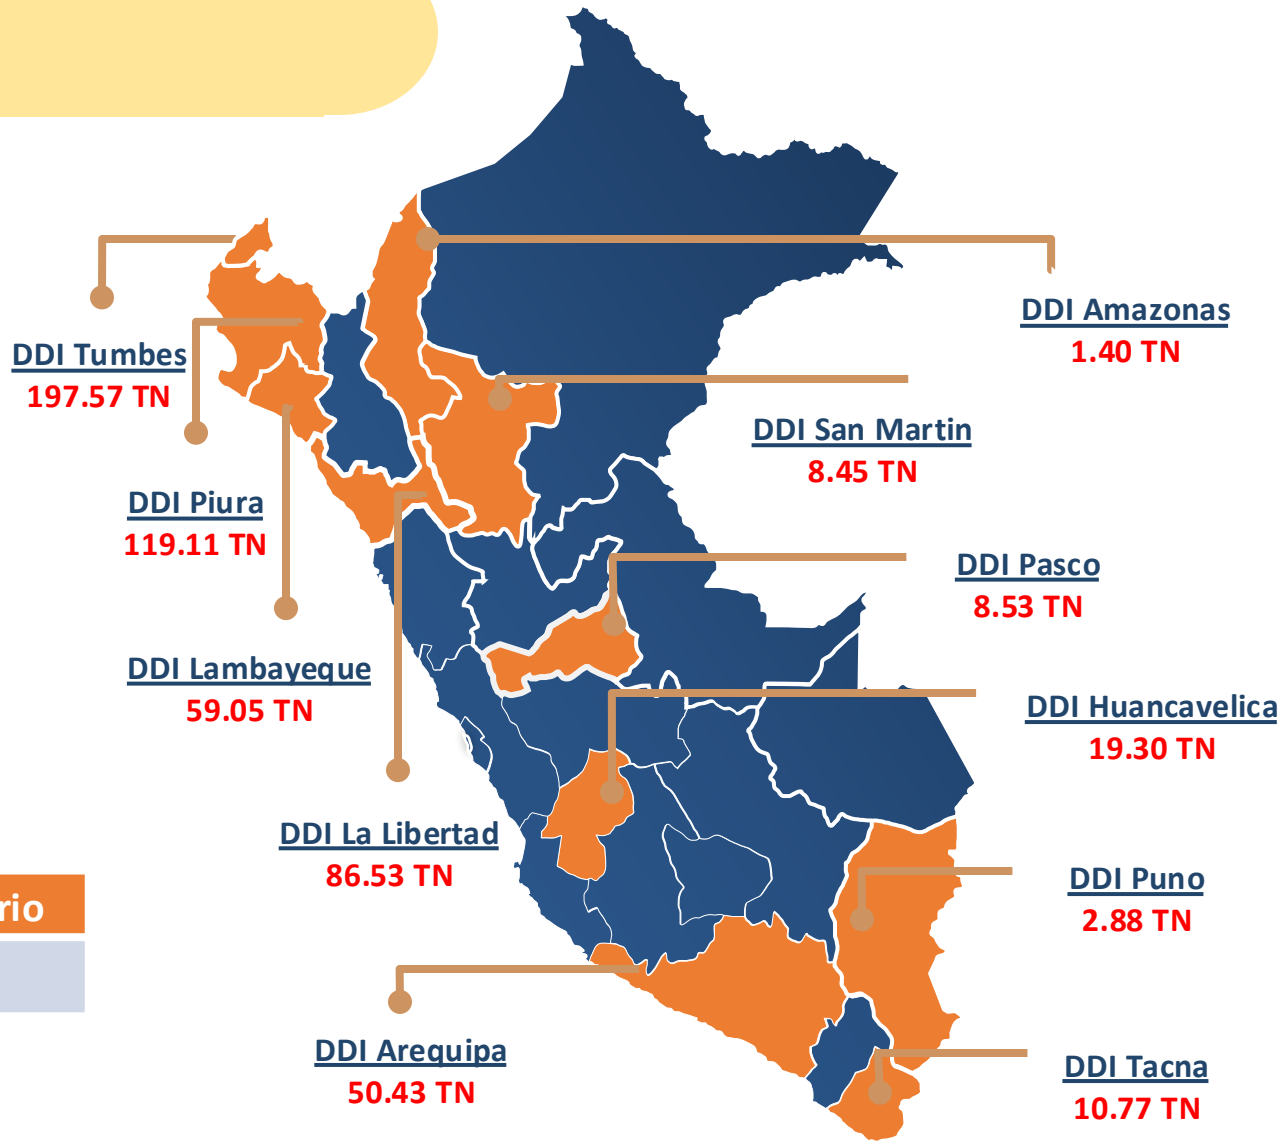 DDI Amazonas
1.40 TN
DDI Tumbes
197.57 TN
DDI San Martin
8.45 TN
DDI Piura
119.11 TN
DDI Pasco
8.53 TN
DDI Lambayeque
59.05 TN
DDI Huancavelica
19.30 TN
DDI La Libertad
86.53 TN
DDI Puno
2.88 TN
rio
DDI Arequipa
50.43 TN
DDI Tacna
10.77 TN